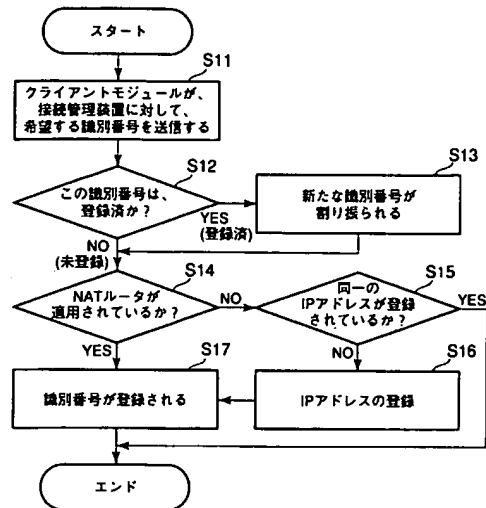 スタート
S11
クライアントモジュールが、
接続管理装置に対して、
希望する識別番号を送信する
S12
この識別番号は、
登録済か？
YES
(登録済)
S13
新たな識別番号が
割り振られる
NO
(未登録)
S14
NATルータが
適用されているか？
NO
YES
S15
同一の
IPアドレスが登録
されているか？
YES
NO
S16
IPアドレスの登録
S17
識別番号が登録される
エンド